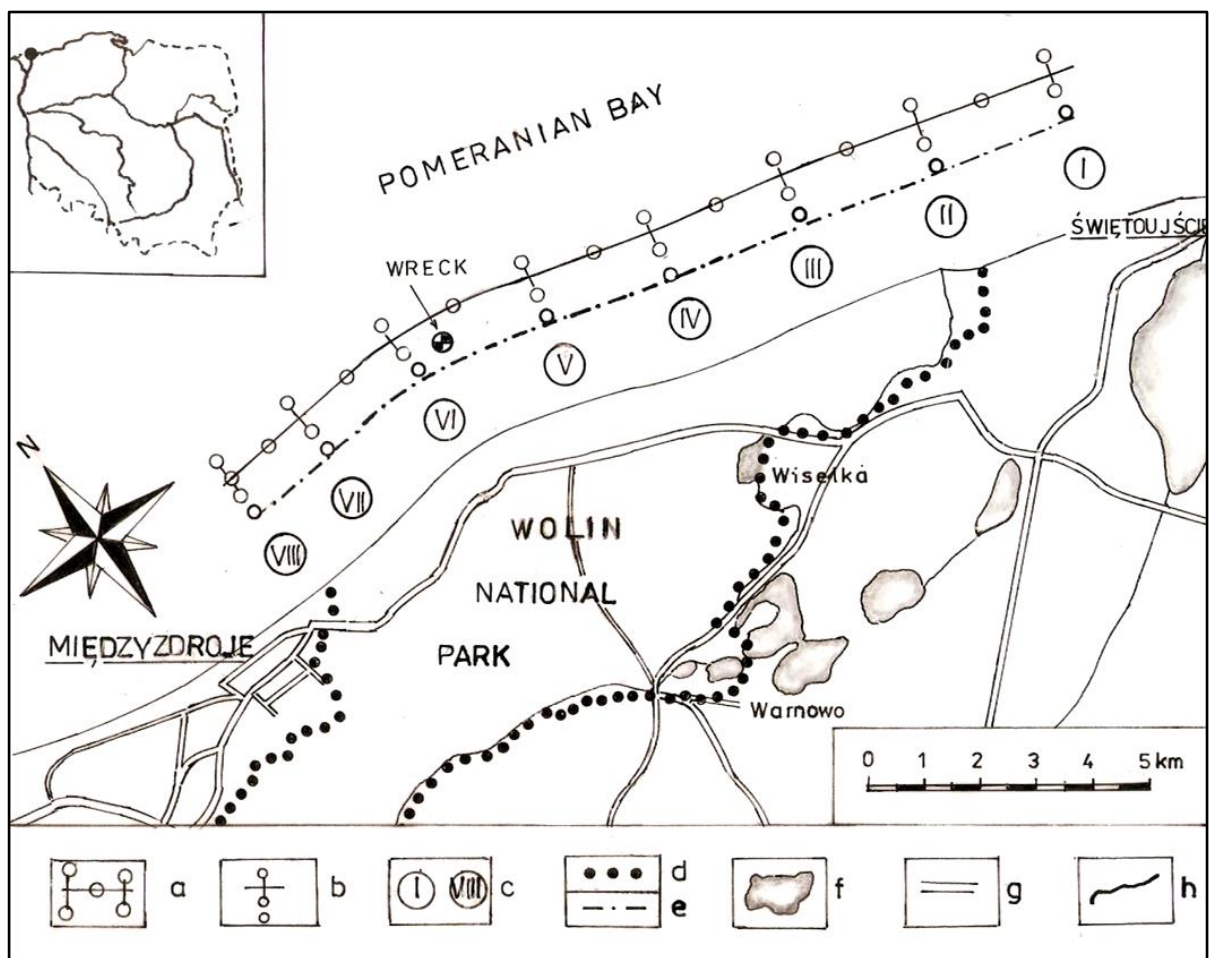 POMERANIAN BAY
I
ŚWIĘTOUJŚCIE
II
III
WRECK
IV
V
VI
N
Wisełka
VII
WOLIN
VIII
NATIONAL
MIĘDZYZDROJE
PARK
Warnowo
0 1 2 3 4 5 km
a b I VIII c d e f g h